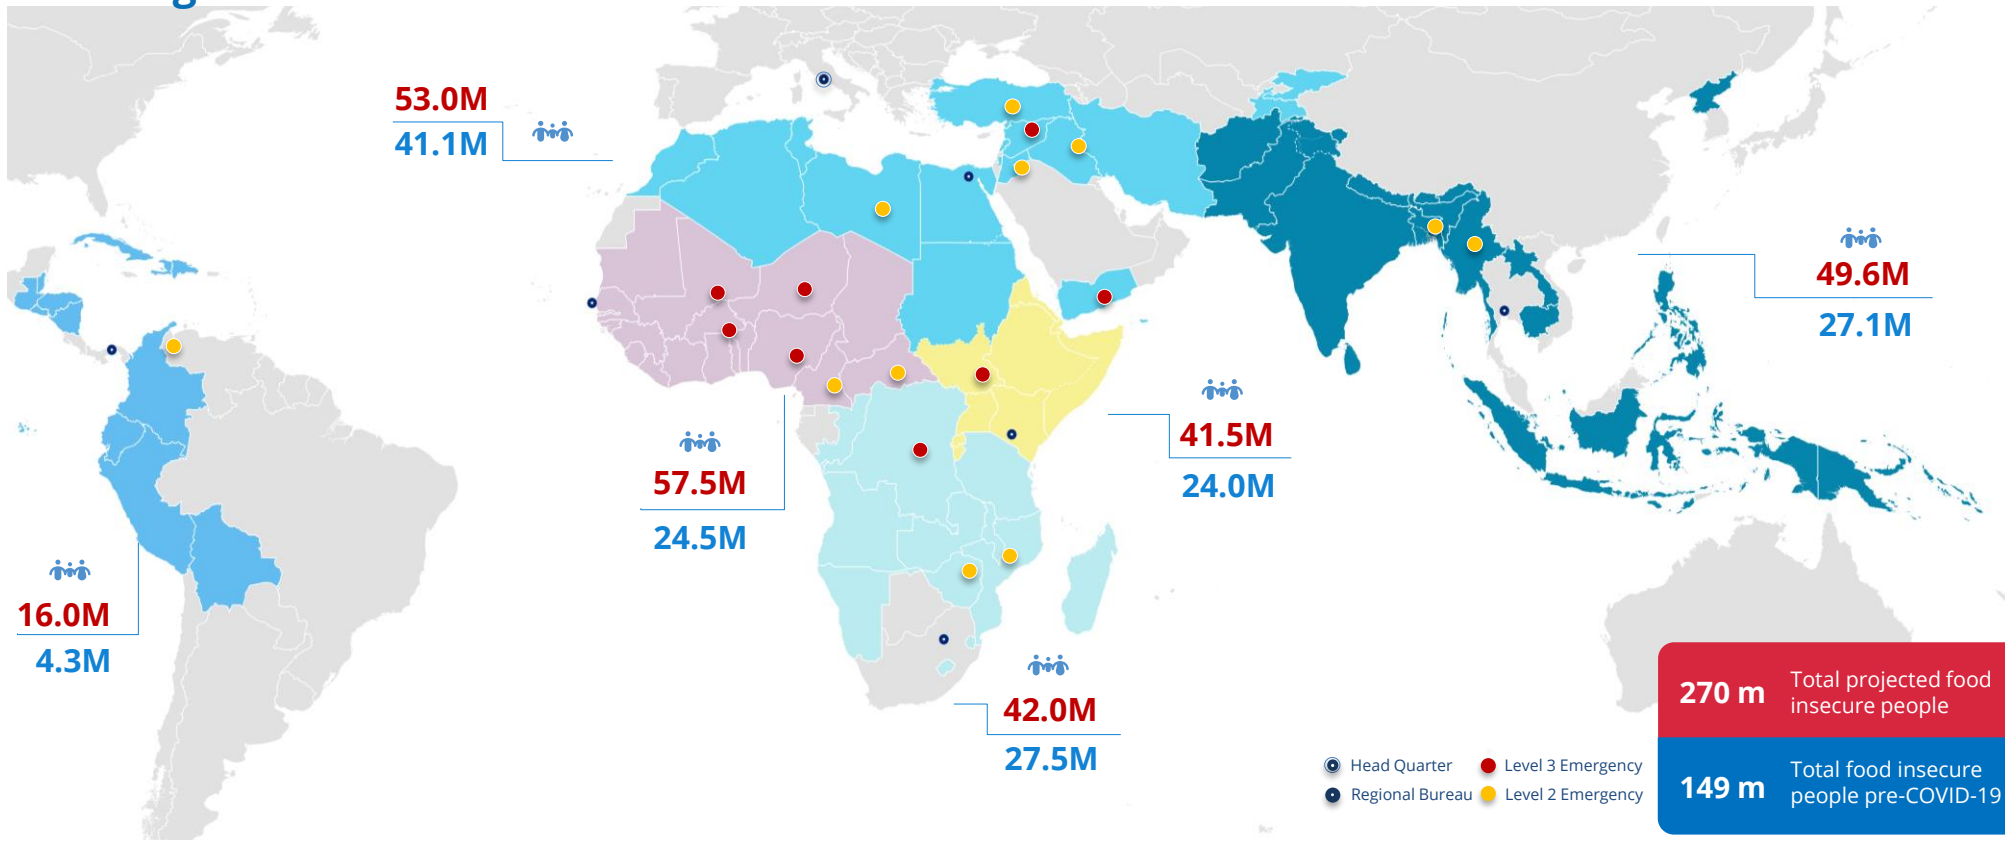 53.0M
41.1M
49.6M
27.1M
41.5M
24.0M
57.5M
24.5M
16.0M
4.3M
42.0M
27.5M
270 m
Total projected food
insecure people
149 m
Total food insecure
people pre-COVID-19
Head Quarter
Level 3 Emergency
Regional Bureau
Level 2 Emergency